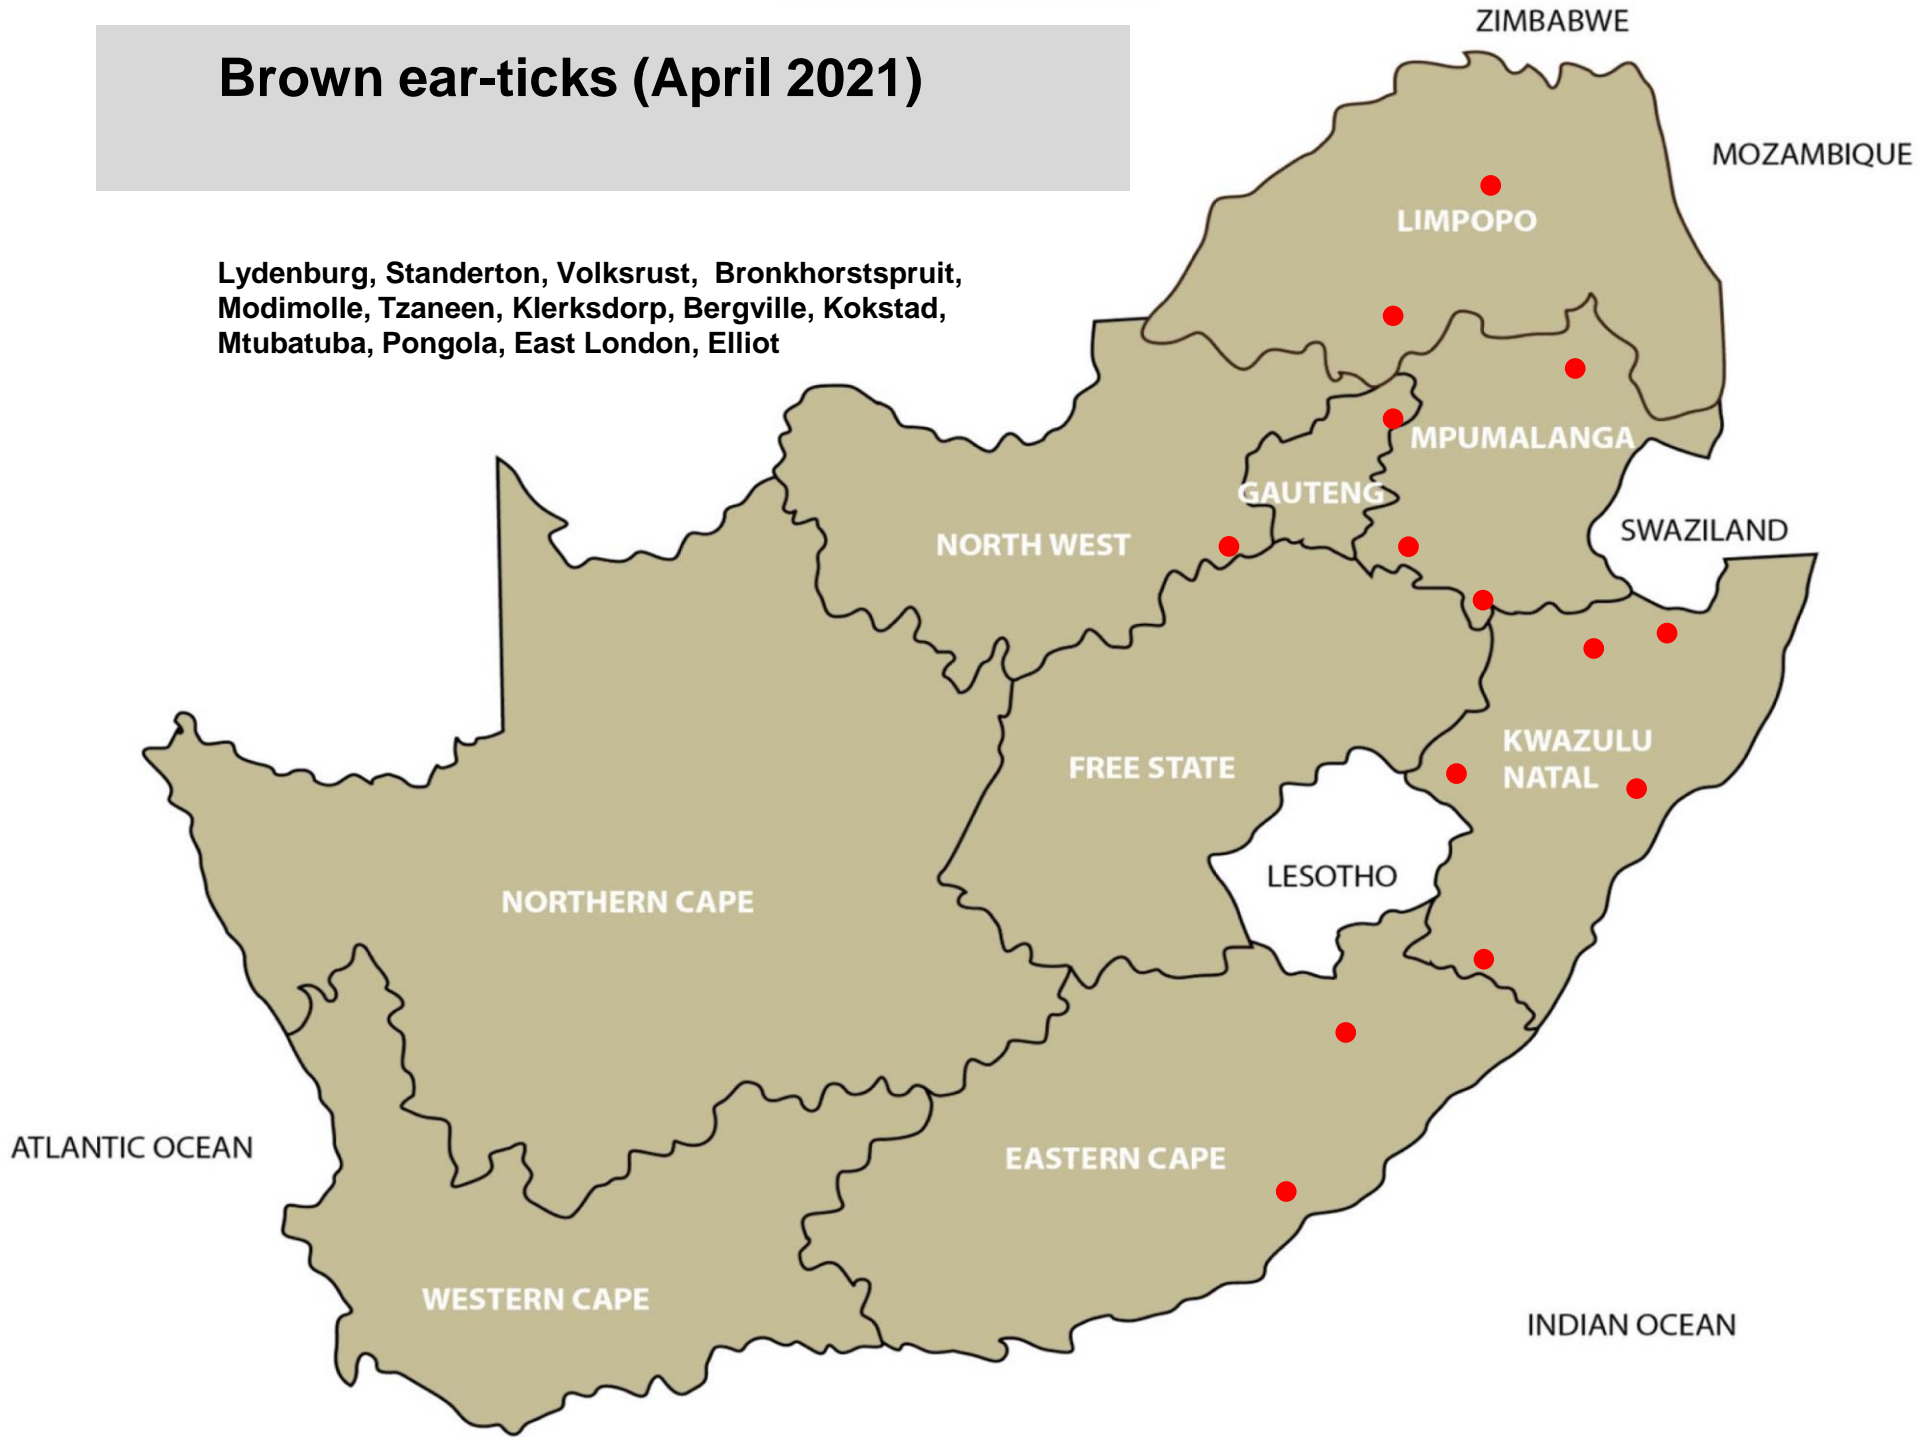 Brown ear-ticks (April 2021)
Lydenburg, Standerton, Volksrust, Bronkhorstspruit,
Modimolle, Tzaneen, Klerksdorp, Bergville, Kokstad,
Mtubatuba, Pongola, East London, Elliot
ZIMBABWE
MOZAMBIQUE
LIMPOPO
MPUMALANGA
GAUTENG
SWAZILAND
NORTH WEST
KWAZULU
NATAL
FREE STATE
LESOTHO
NORTHERN CAPE
ATLANTIC OCEAN
EASTERN CAPE
WESTERN CAPE
INDIAN OCEAN